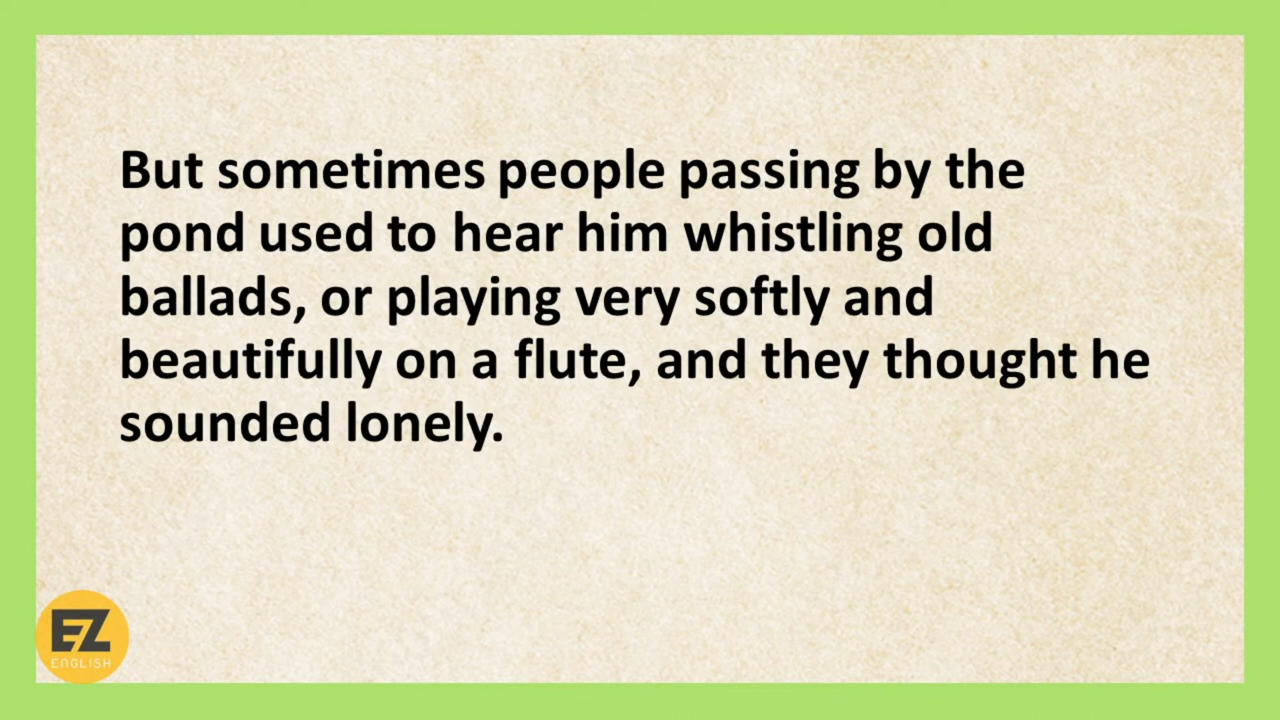 But sometimes people passing by the
pond used to hear him whistling old
ballads, or playing very softly and
beautifully on a flute, and they thought he
sounded lonely.
EZ
ENGLISH